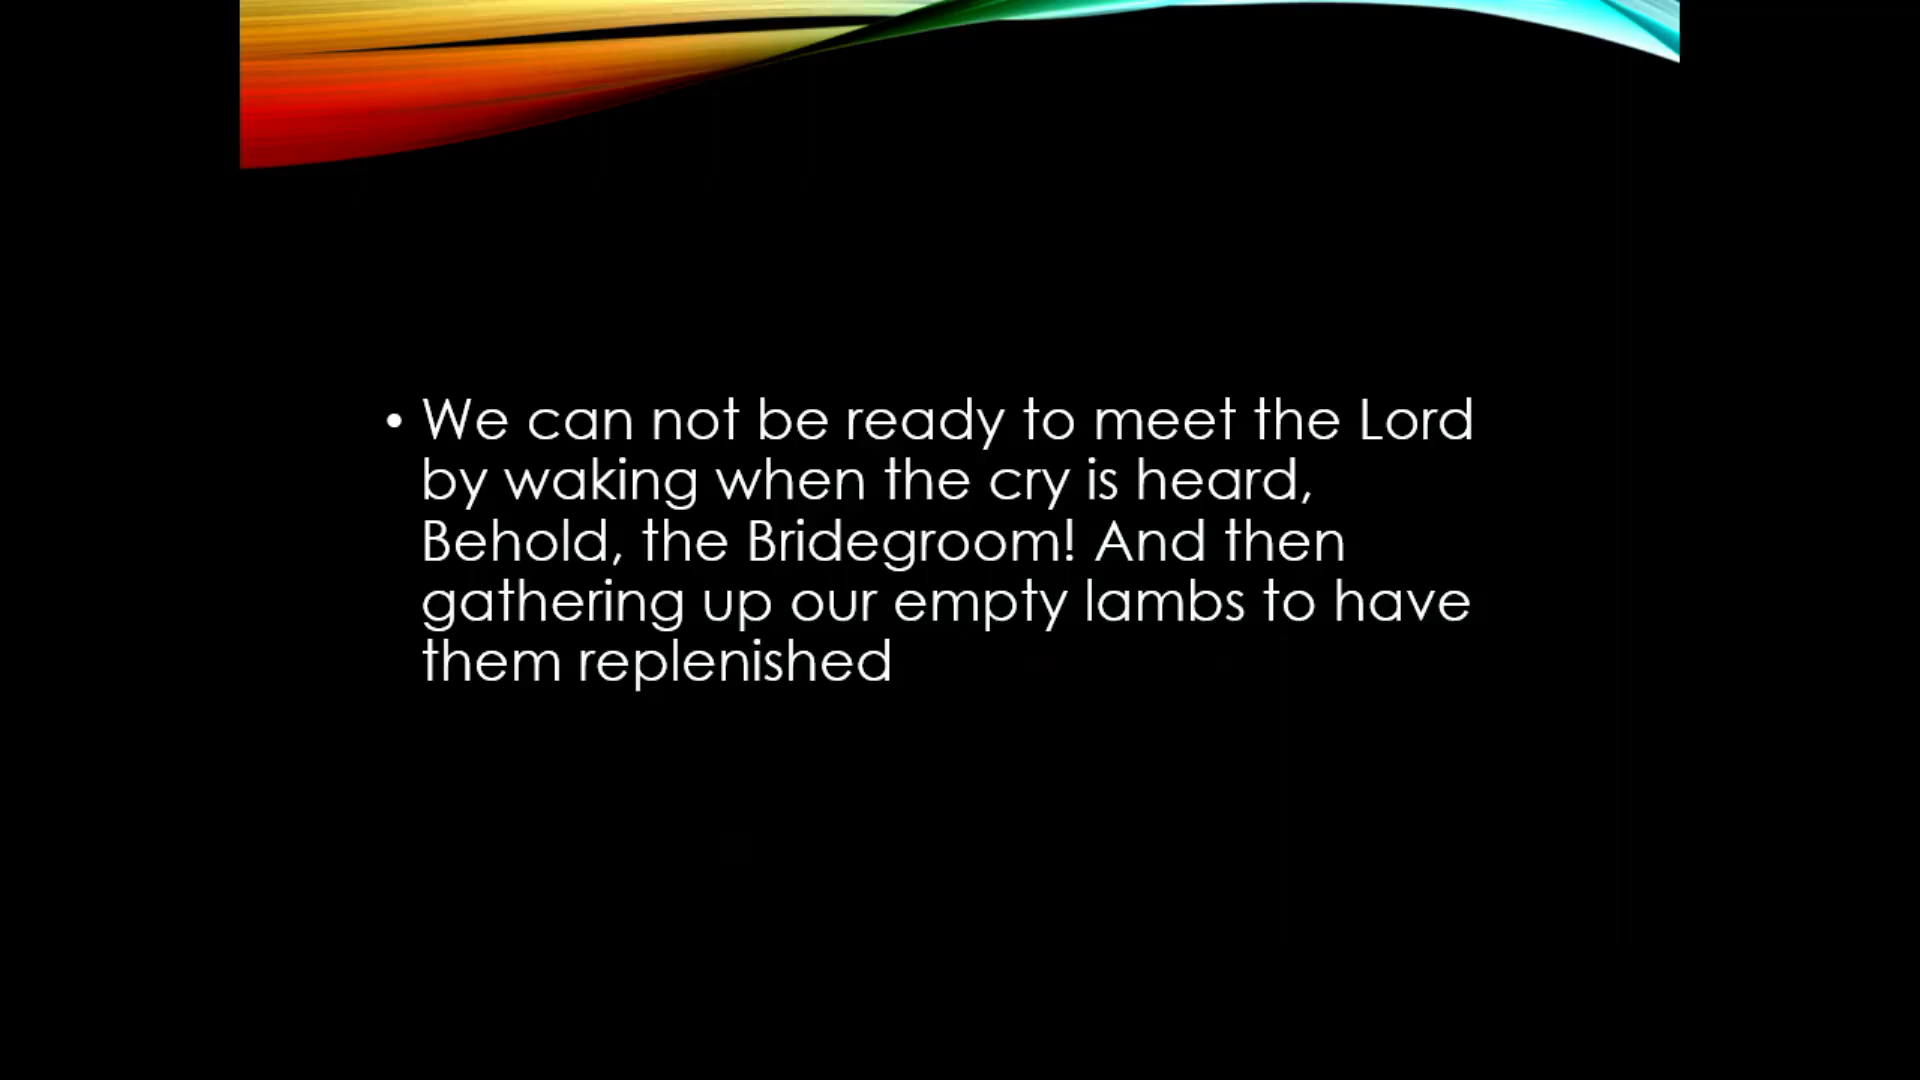 • We can not be ready to meet the Lord
by waking when the cry is heard,
Behold, the Bridegroom! And then
gathering up our empty lambs to have
them replenished